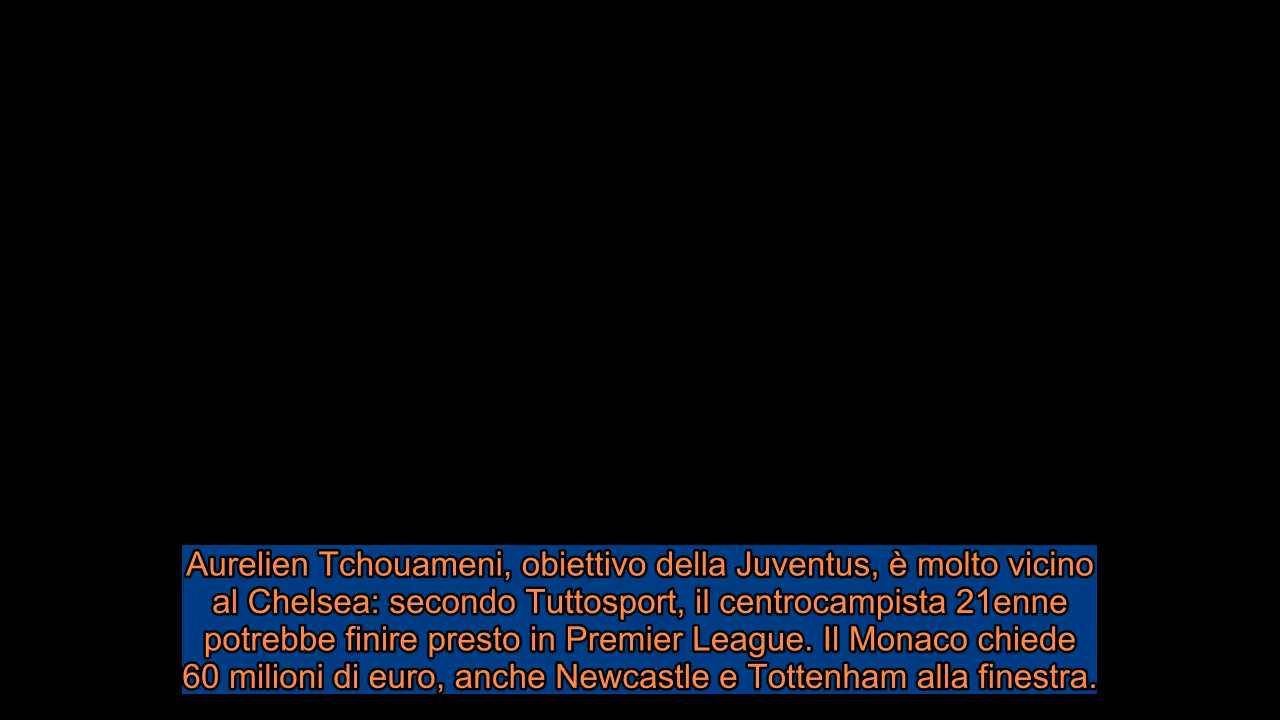 Aurelien Tchouameni, obiettivo della Juventus, è molto vicino
al Chelsea: secondo Tuttosport, il centrocampista 21enne
potrebbe finire presto in Premier League. Il Monaco chiede
60 milioni di euro, anche Newcastle e Tottenham alla finestra.